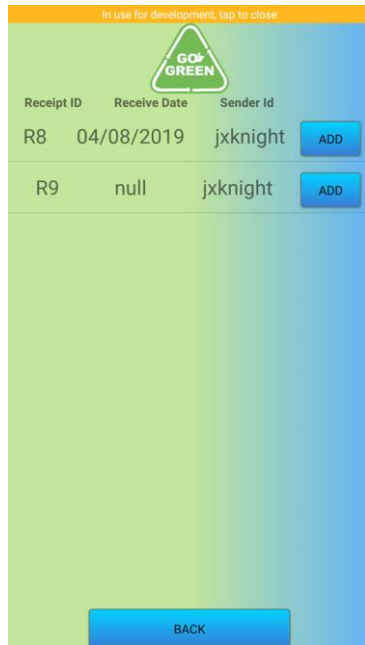 In use for development, tap to close
GO
GREEN
Receipt ID Receive Date Sender Id
R8 04/08/2019 jxknight ADD
R9 null jxknight ADD
BACK